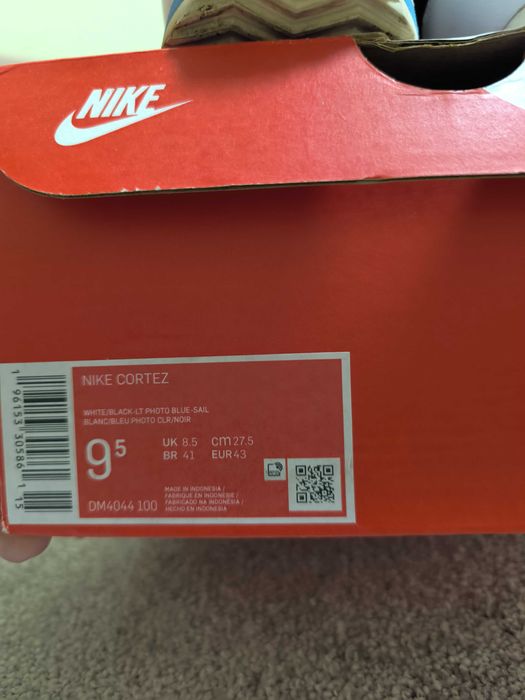 NIKE
NIKE CORTEZ
WHITE/BLACK-LT PHOTO BLUE-SAIL
BLANC/BLEU PHOTO CLR/NOIR
9⁵
UK 8.5 CM 27.5
BR 41 EUR 43
MADE IN INDONESIA /
FABRIQUE EN INDONESIE /
FABRICADO NA INDONÉSIA /
HECHO EN INDONESIA
DM4044 100
1 96153 30586 1 15